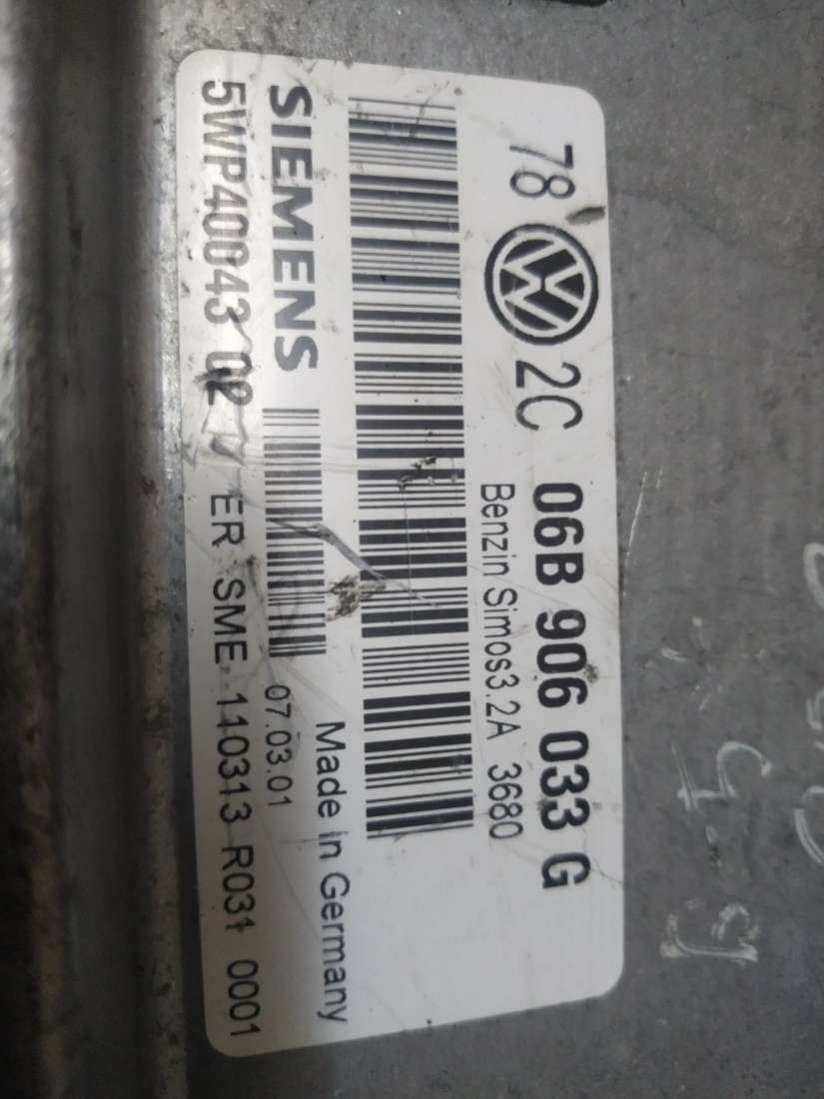 78 2C 06B 906 033 G
Benzin Simos3.2A 3680
SIEMENS
07.03.01
Made in Germany
5WP40043 02 ER SME 110313 R031 0001